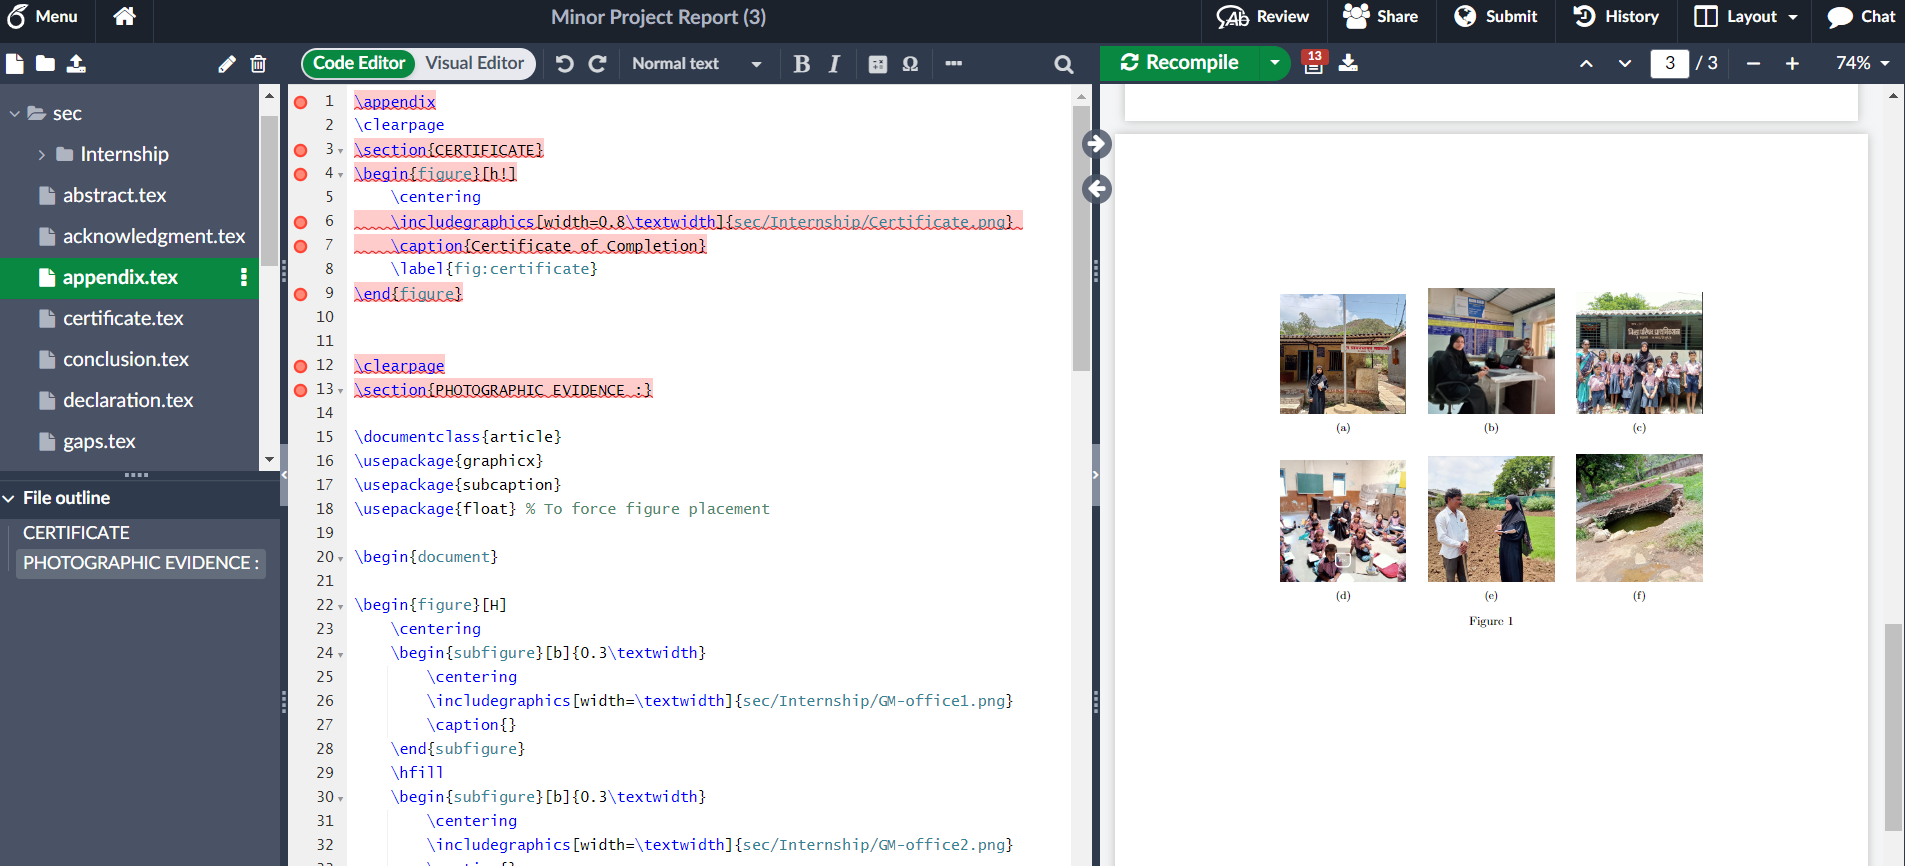 Menu
Minor Project Report (3)
Review
Share
Submit
History
Layout
Chat
Code Editor
Visual Editor
Normal text
B I
Ω
Recompile
13
3 / 3
74%
sec
Internship
abstract.tex
acknowledgment.tex
appendix.tex
certificate.tex
conclusion.tex
declaration.tex
gaps.tex
File outline
CERTIFICATE
PHOTOGRAPHIC EVIDENCE :
1 \appendix
2 \clearpage
3 \section{CERTIFICATE}
4 \begin{figure}[h!]
5 \centering
6 \includegraphics[width=0.8\textwidth]{sec/Internship/Certificate.png}
7 \caption{Certificate of Completion}
8 \label{fig:certificate}
9 \end{figure}
10
11
12 \clearpage
13 \section{PHOTOGRAPHIC EVIDENCE :}
14
15 \documentclass{article}
16 \usepackage{graphicx}
17 \usepackage{subcaption}
18 \usepackage{float} % To force figure placement
19
20 \begin{document}
21
22 \begin{figure}[H]
23 \centering
24 \begin{subfigure}[b]{0.3\textwidth}
25 \centering
26 \includegraphics[width=\textwidth]{sec/Internship/GM-office1.png}
27 \caption{}
28 \end{subfigure}
29 \hfill
30 \begin{subfigure}[b]{0.3\textwidth}
31 \centering
32 \includegraphics[width=\textwidth]{sec/Internship/GM-office2.png}
(a)
(b)
(c)
(d)
(e)
(f)
Figure 1